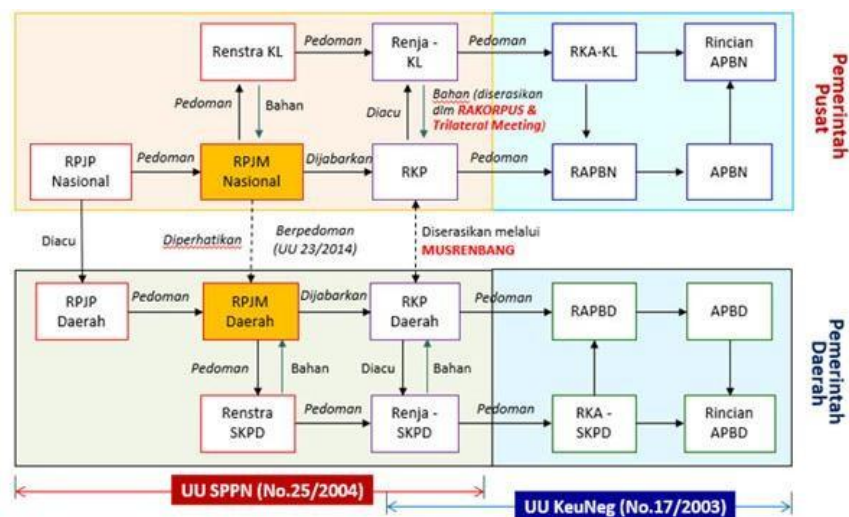 Renstra KL
Pedoman
Renja -
KL
Pedoman
RKA-KL
Rincian
APBN
Pedoman
Bahan
Diacu
Bahan (diserasikan
dlm RAKORPUS &
Trilateral Meeting)
RPJP
Nasional
Pedoman
RPJM
Nasional
Dijabarkan
RKP
Pedoman
RAPBN
APBN
Pemerintah
Pusat
Diacu
Diperhatikan
Berpedoman
(UU 23/2014)
Diserasikan melalui
MUSRENBANG
RPJP
Daerah
Pedoman
RPJM
Daerah
Dijabarkan
RKP
Daerah
Pedoman
RAPBD
APBD
Pedoman
Bahan
Diacu
Bahan
Renstra
SKPD
Pedoman
Renja -
SKPD
Pedoman
RKA -
SKPD
Rincian
APBD
Pemerintah
Daerah
UU SPPN (No.25/2004)
UU KeuNeg (No.17/2003)